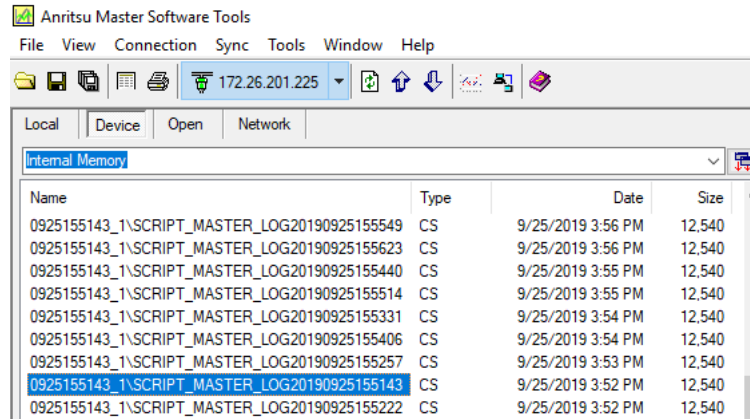 Anritsu Master Software Tools
File View Connection Sync Tools Window Help
172.26.201.225
Local Device Open Network
Internal Memory
Name Type Date Size
0925155143_1\SCRIPT_MASTER_LOG20190925155549 CS 9/25/2019 3:56 PM 12,540
0925155143_1\SCRIPT_MASTER_LOG20190925155623 CS 9/25/2019 3:56 PM 12,540
0925155143_1\SCRIPT_MASTER_LOG20190925155440 CS 9/25/2019 3:55 PM 12,540
0925155143_1\SCRIPT_MASTER_LOG20190925155514 CS 9/25/2019 3:55 PM 12,540
0925155143_1\SCRIPT_MASTER_LOG20190925155331 CS 9/25/2019 3:54 PM 12,540
0925155143_1\SCRIPT_MASTER_LOG20190925155406 CS 9/25/2019 3:54 PM 12,540
0925155143_1\SCRIPT_MASTER_LOG20190925155257 CS 9/25/2019 3:53 PM 12,540
0925155143_1\SCRIPT_MASTER_LOG20190925155143 CS 9/25/2019 3:52 PM 12,540
0925155143_1\SCRIPT_MASTER_LOG20190925155222 CS 9/25/2019 3:52 PM 12,540